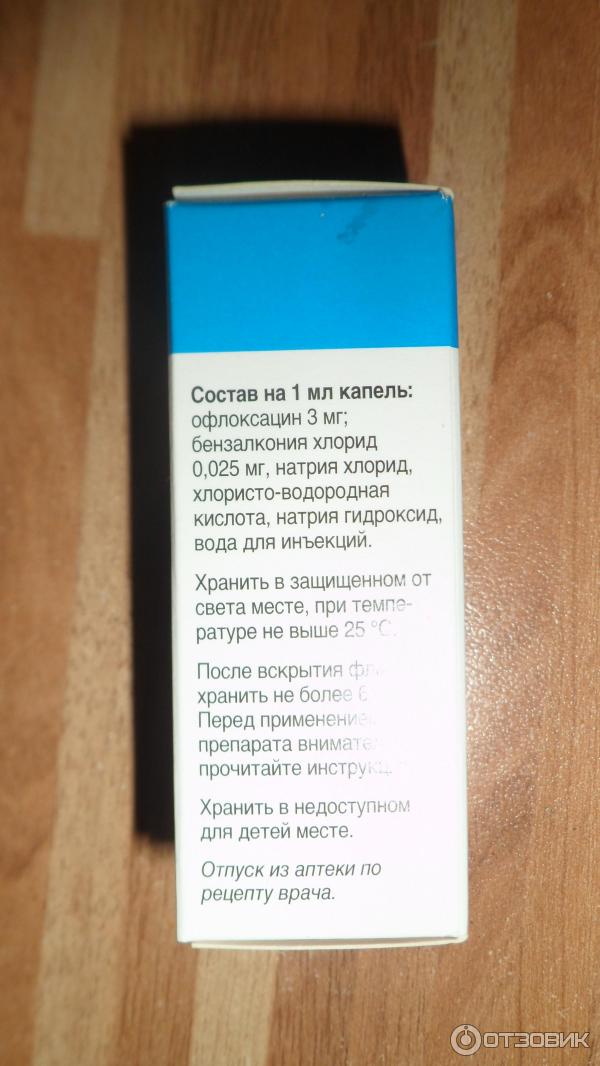 Состав на 1 мл капель:
офлоксацин 3 мг;
бензалкония хлорид
0,025 мг, натрия хлорид,
хлористо-водородная
кислота, натрия гидроксид,
вода для инъекций.
Хранить в защищенном от
света месте, при темпе-
ратуре не выше 25 °С.
После вскрытия
хранить не более 6
Перед применением
препарата
прочитайте
Хранить в недоступном
для детей месте.
Отпуск из аптеки по
рецепту врача.
ОТЗОВИК